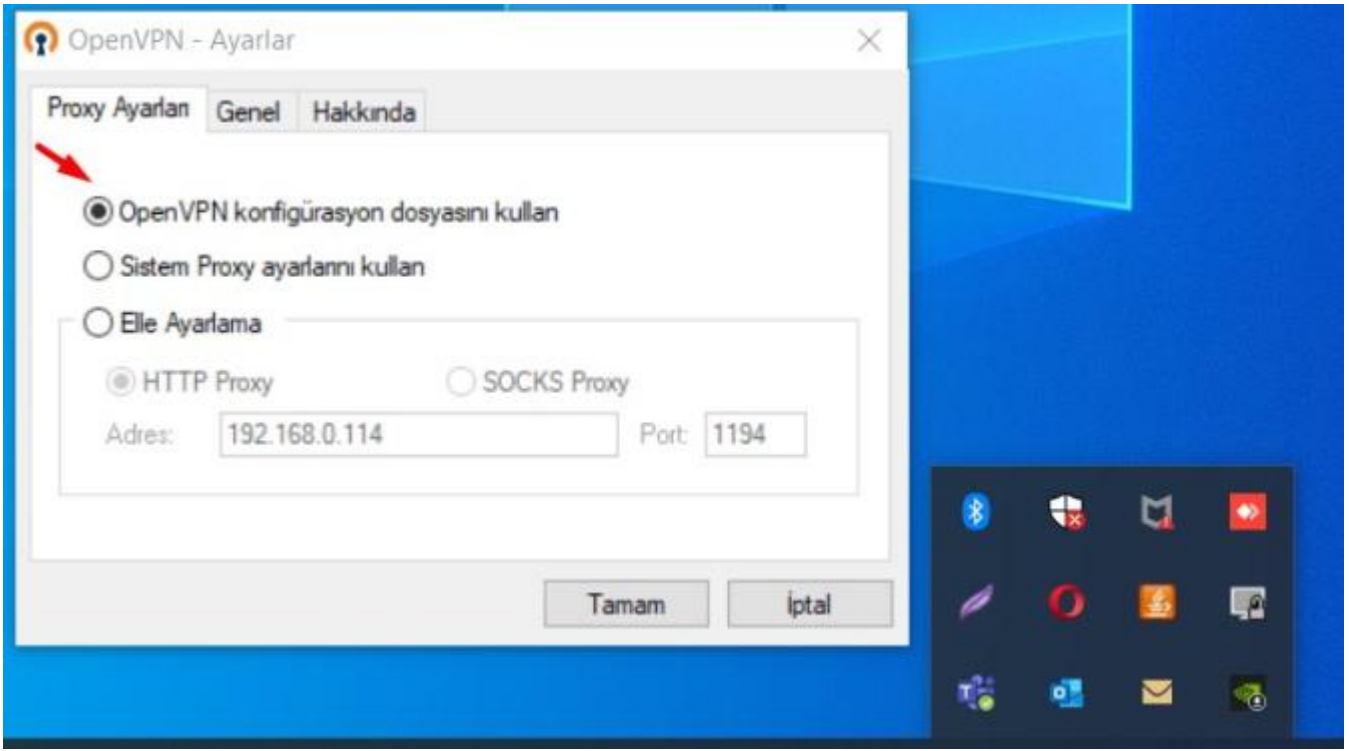 OpenVPN - Ayarlar
Proxy Ayarları Genel Hakkında
OpenVPN konfigürasyon dosyasını kullan
Sistem Proxy ayarlarını kullan
Elle Ayarlama
HTTP Proxy SOCKS Proxy
Adres: 192.168.0.114 Port: 1194
Tamam İptal